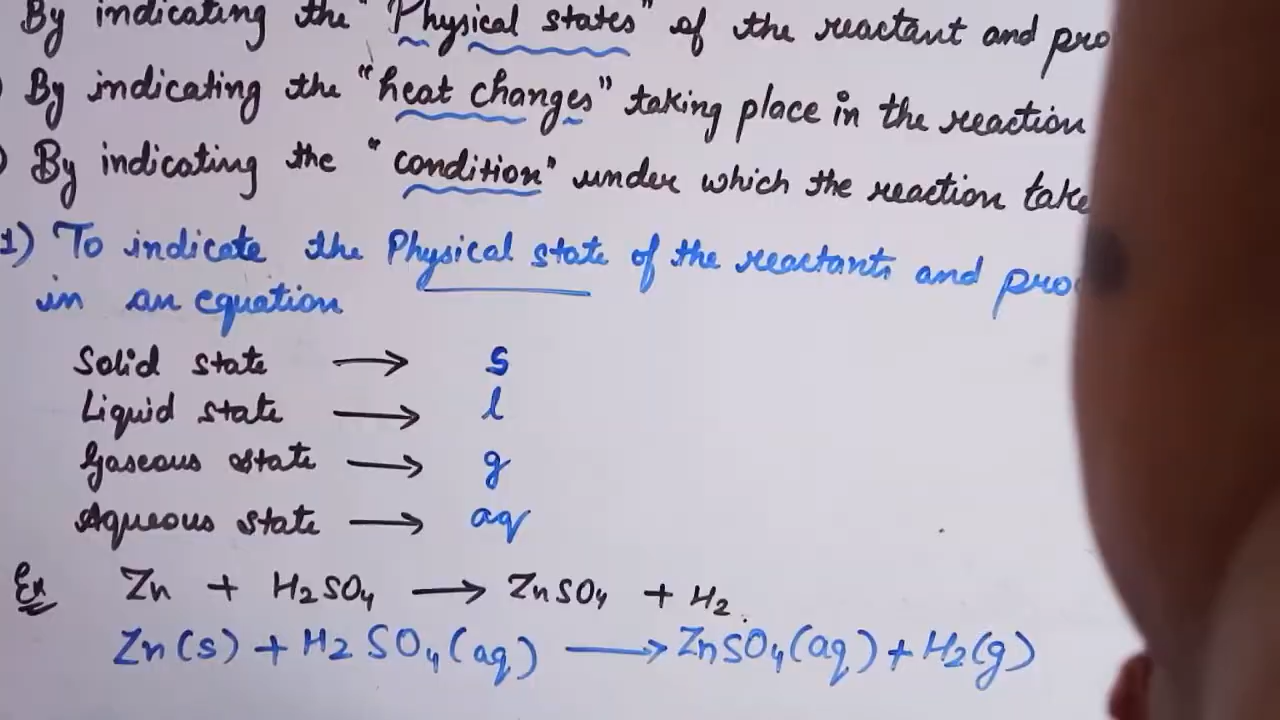 By indicating the "Physical states" of the reactant and pro
) By indicating the "heat changes" taking place in the reaction
) By indicating the "condition" under which the reaction take
1) To indicate the Physical state of the reactants and pro
in an equation
Solid state → s
Liquid state → l
Gaseous state → g
Aqueous state → aq
Ex Zn + H₂SO₄ → ZnSO₄ + H₂
Zn(s) + H₂SO₄(aq) → ZnSO₄(aq) + H₂(g)